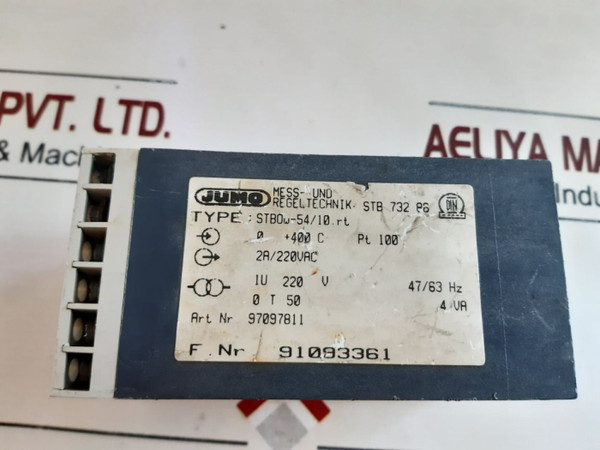 PVT. LTD.
& Mac
AELIYA MA
Indu
JUMO MESS- UND
REGELTECHNIK STB 732 86 DIN
TYPE : STBOw-54/10.rt
0 +400 C Pt 100
2A/220VAC
1U 220 V 47/63 Hz
0 T 50 4 VA
Art Nr 97097811
F. Nr 91093361